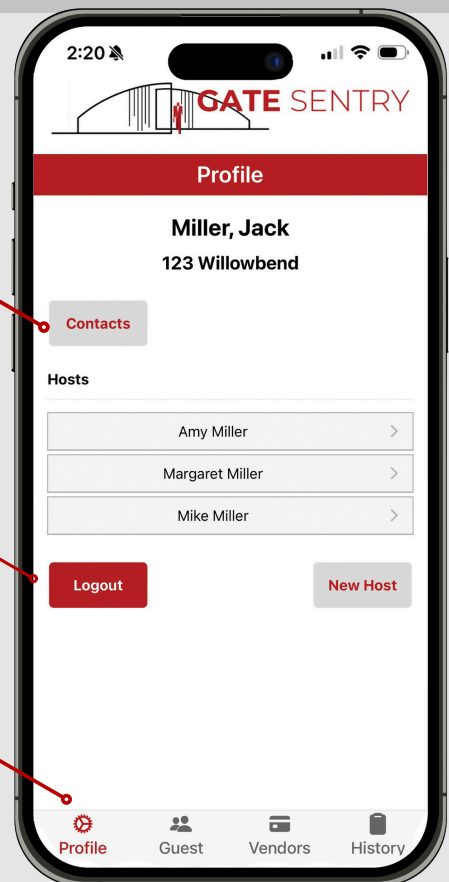 2:20
GATE SENTRY
Profile
Miller, Jack
123 Willowbend
Contacts
Hosts
Amy Miller
Margaret Miller
Mike Miller
Logout New Host
Profile Guest Vendors History